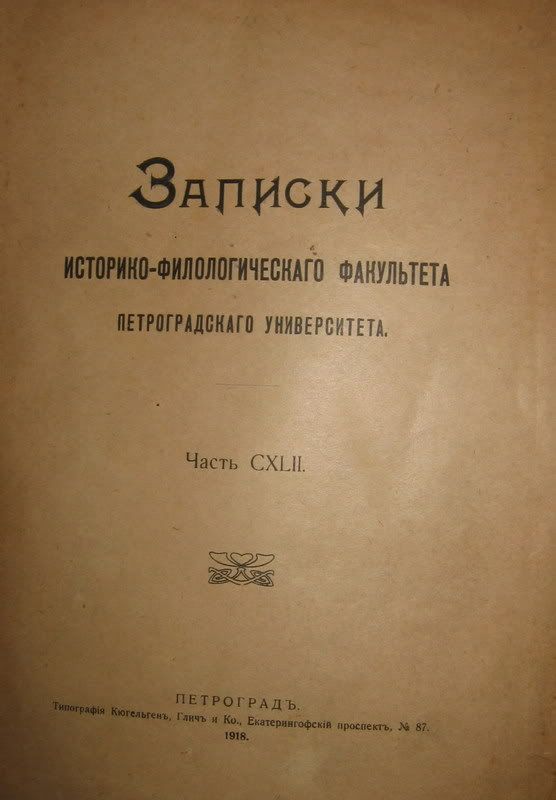 Записки
ИСТОРИКО-ФИЛОЛОГИЧЕСКАГО ФАКУЛЬТЕТА
ПЕТРОГРАДСКАГО УНИВЕРСИТЕТА.
Часть CXLII.
ПЕТРОГРАДЪ.
Типографія Кюгельгенъ, Гличъ и Ко., Екатерингофскій проспектъ, № 87.
1918.